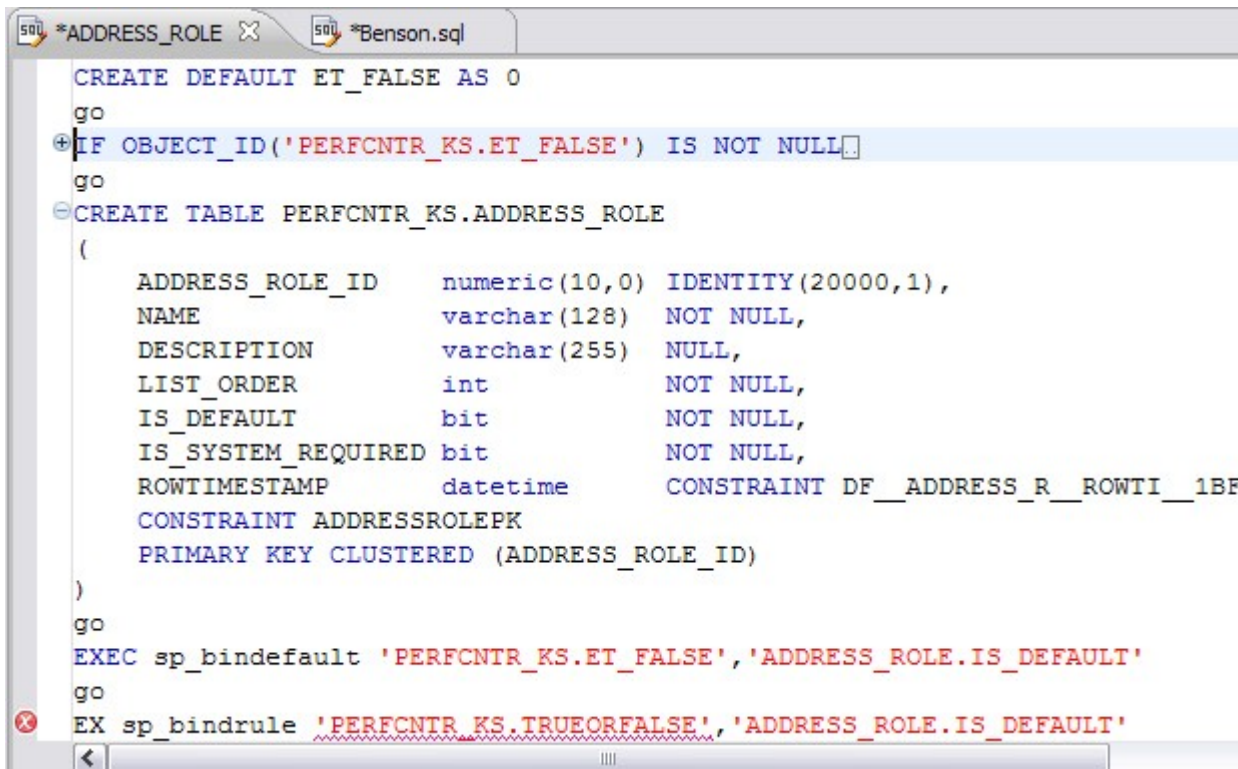 *ADDRESS_ROLE *Benson.sql
CREATE DEFAULT ET_FALSE AS 0
go
IF OBJECT_ID('PERFCNTR_KS.ET_FALSE') IS NOT NULL
go
CREATE TABLE PERFCNTR_KS.ADDRESS_ROLE
(
    ADDRESS_ROLE_ID    numeric(10,0) IDENTITY(20000,1),
    NAME               varchar(128)  NOT NULL,
    DESCRIPTION        varchar(255)  NULL,
    LIST_ORDER         int           NOT NULL,
    IS_DEFAULT         bit           NOT NULL,
    IS_SYSTEM_REQUIRED bit           NOT NULL,
    ROWTIMESTAMP       datetime      CONSTRAINT DF__ADDRESS_R__ROWTI__1BF
    CONSTRAINT ADDRESSROLEPK
    PRIMARY KEY CLUSTERED (ADDRESS_ROLE_ID)
)
go
EXEC sp_bindefault 'PERFCNTR_KS.ET_FALSE','ADDRESS_ROLE.IS_DEFAULT'
go
EX sp_bindrule 'PERFCNTR_KS.TRUEORFALSE','ADDRESS_ROLE.IS_DEFAULT'